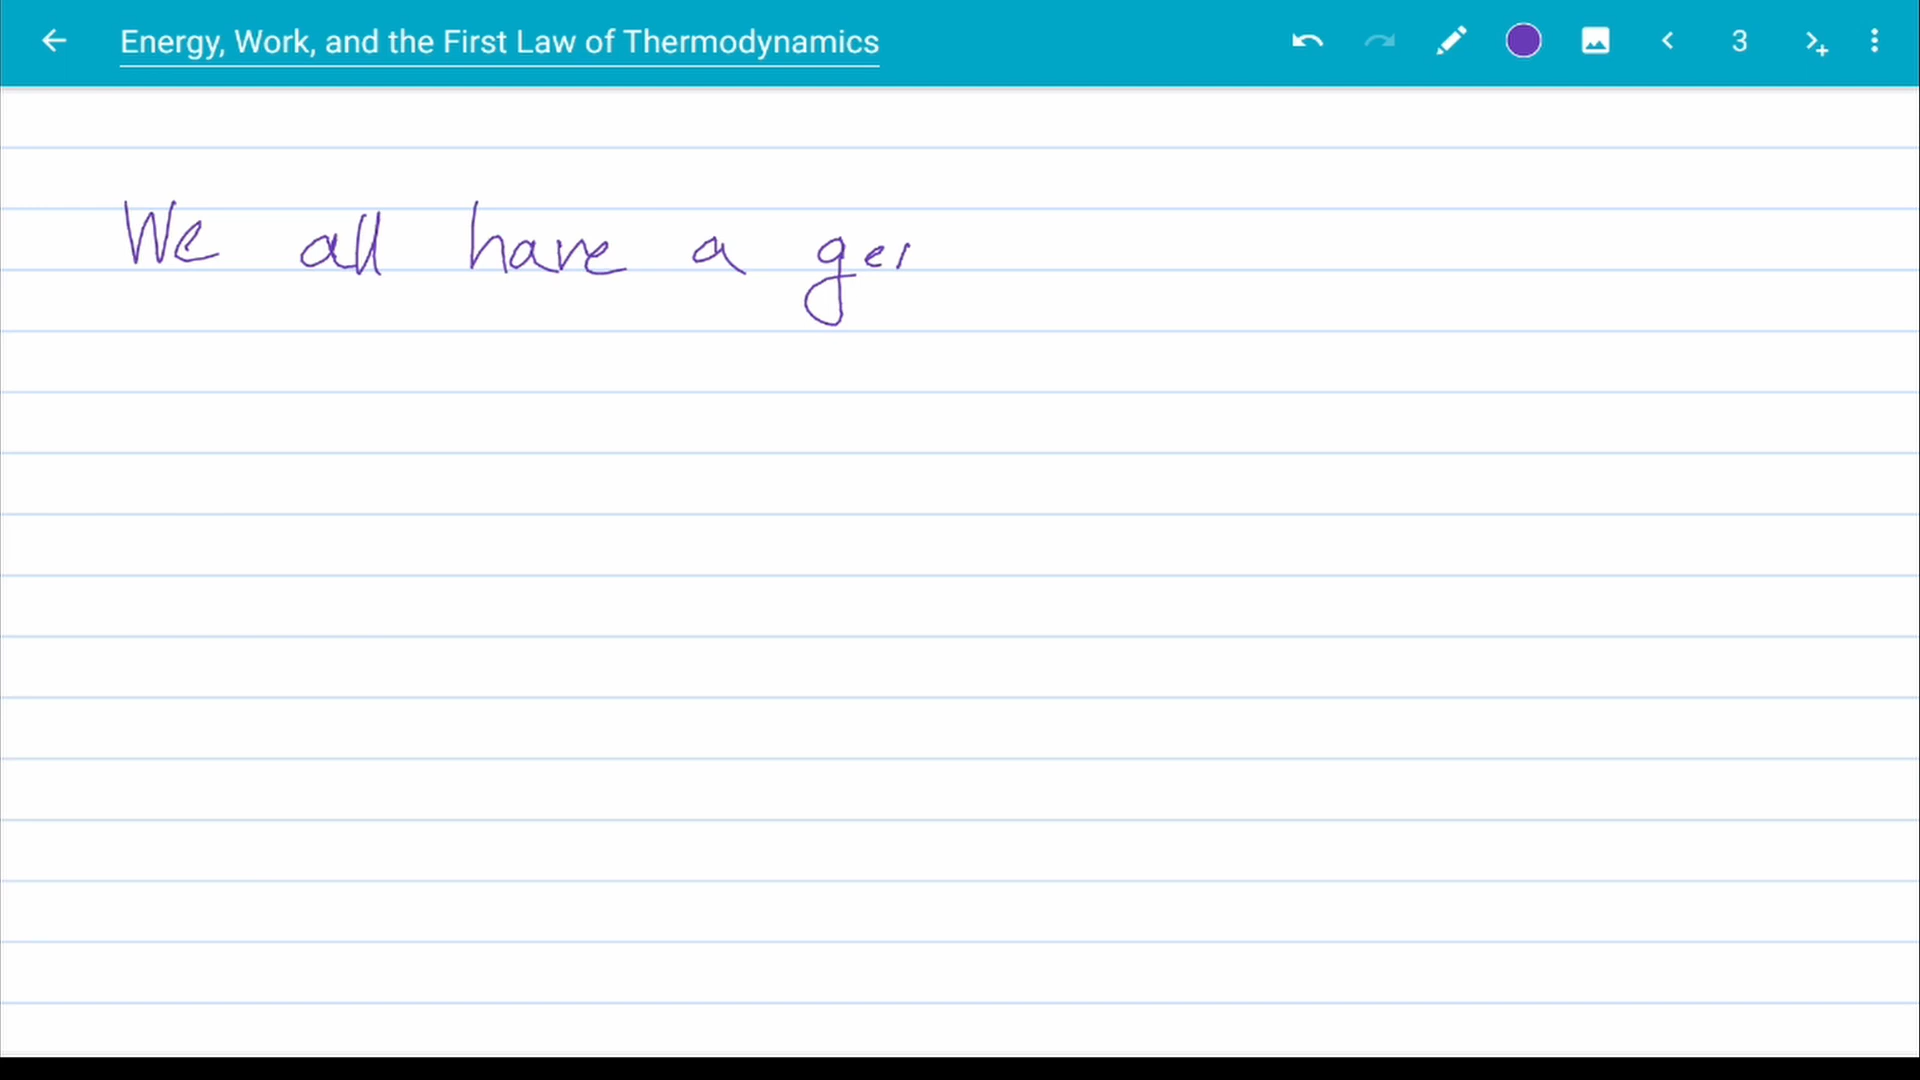 Energy, Work, and the First Law of Thermodynamics 3
We all have a ge